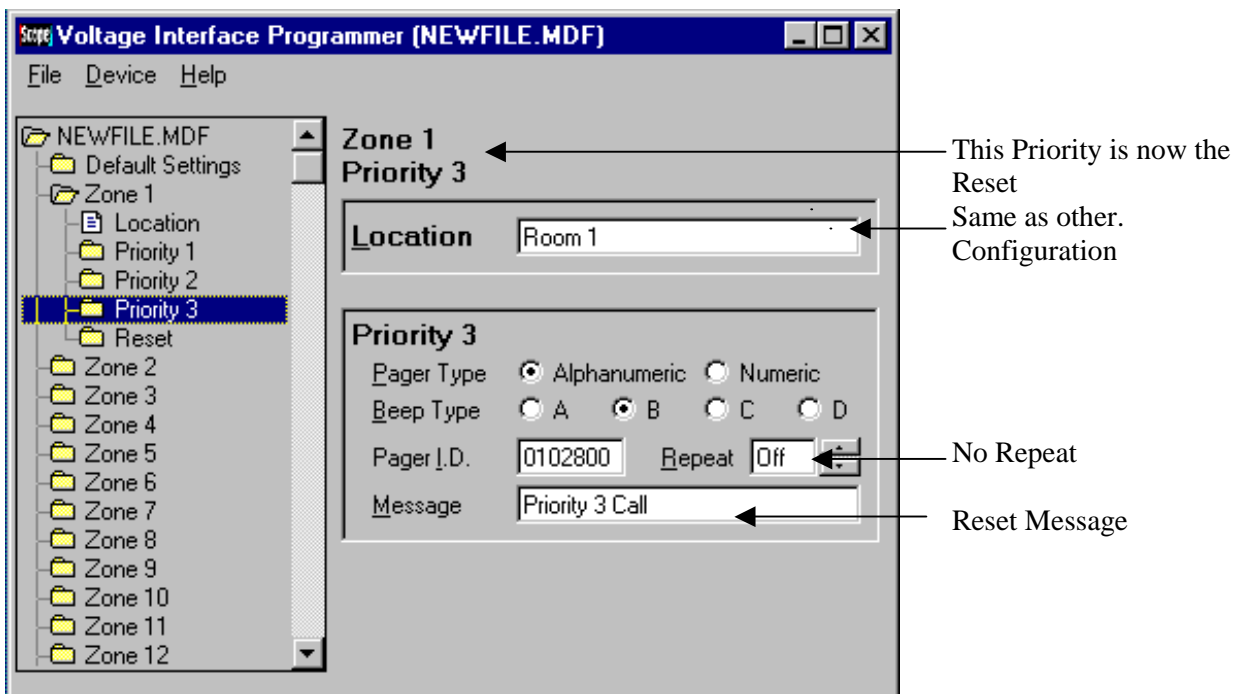 Scope Voltage Interface Programmer (NEWFILE.MDF)
File Device Help
NEWFILE.MDF
Default Settings
Zone 1
Location
Priority 1
Priority 2
Priority 3
Reset
Zone 2
Zone 3
Zone 4
Zone 5
Zone 6
Zone 7
Zone 8
Zone 9
Zone 10
Zone 11
Zone 12
Zone 1
Priority 3
Location Room 1
Priority 3
Pager Type Alphanumeric Numeric
Beep Type A B C D
Pager I.D. 0102800 Repeat Off
Message Priority 3 Call
This Priority is now the
Reset
Same as other.
Configuration
No Repeat
Reset Message